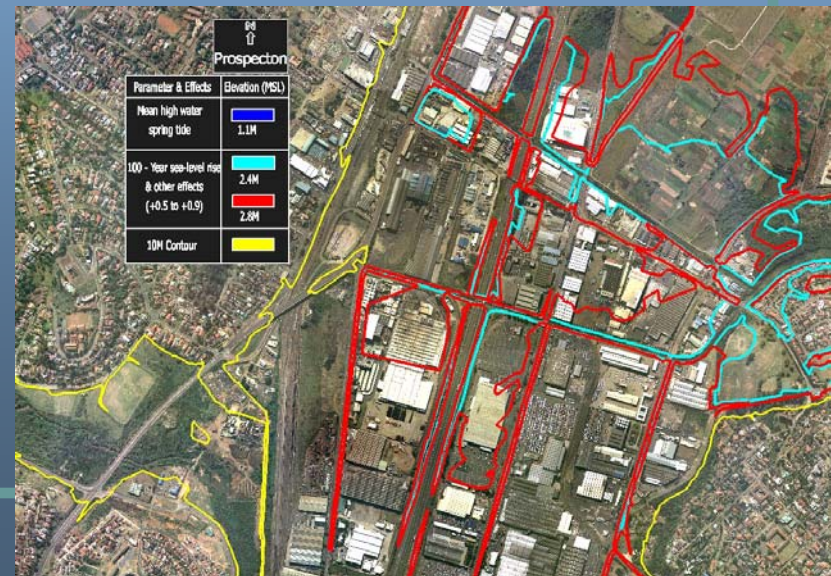 N
Prospecton
Parameter & Effects
Elevation (MSL)
Mean high water
spring tide
1.1M
100 - Year sea-level rise
& other effects
(+0.5 to +0.9)
2.4M
2.8M
10M Contour